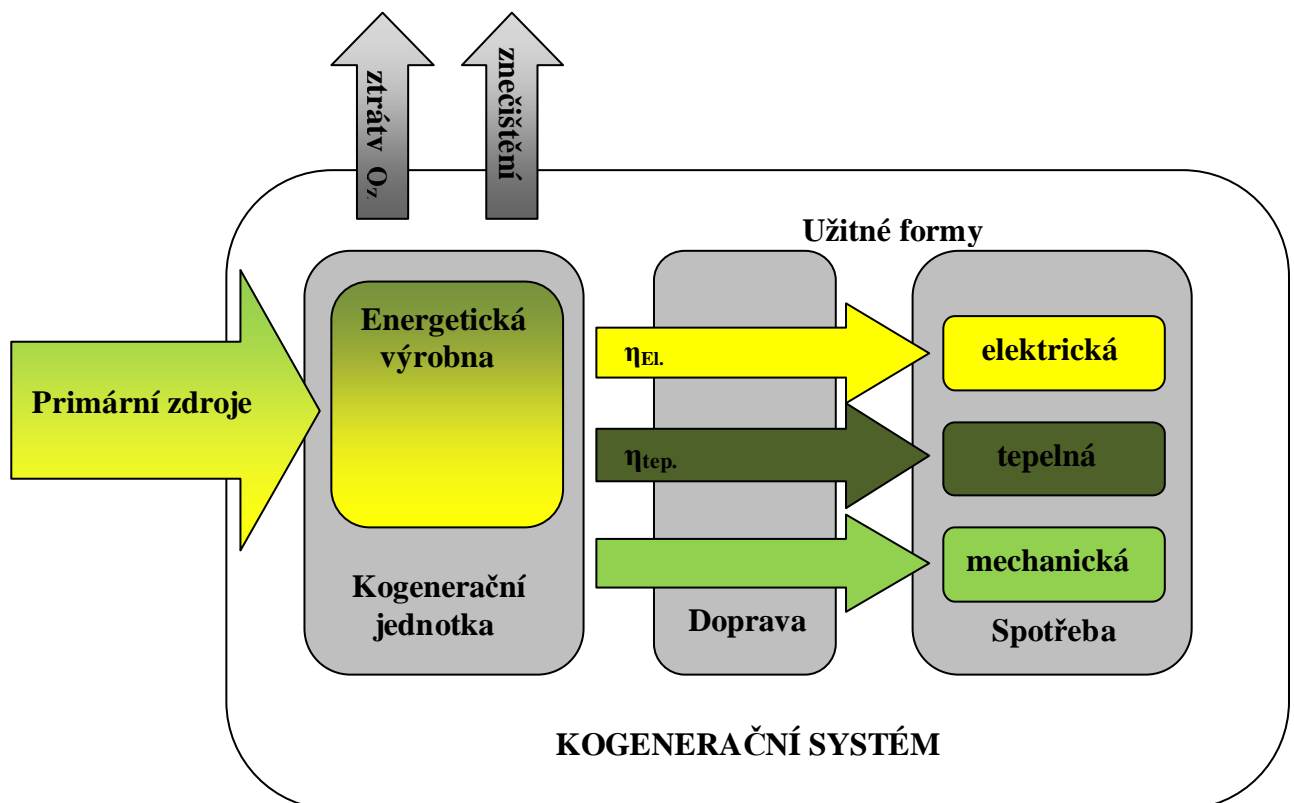 ztráty Qz
znečištění
Užitné formy
Energetická
výrobna
ηEl.
elektrická
Primární zdroje
ηtep.
tepelná
mechanická
Kogenerační
jednotka
Doprava
Spotřeba
KOGENERAČNÍ SYSTÉM